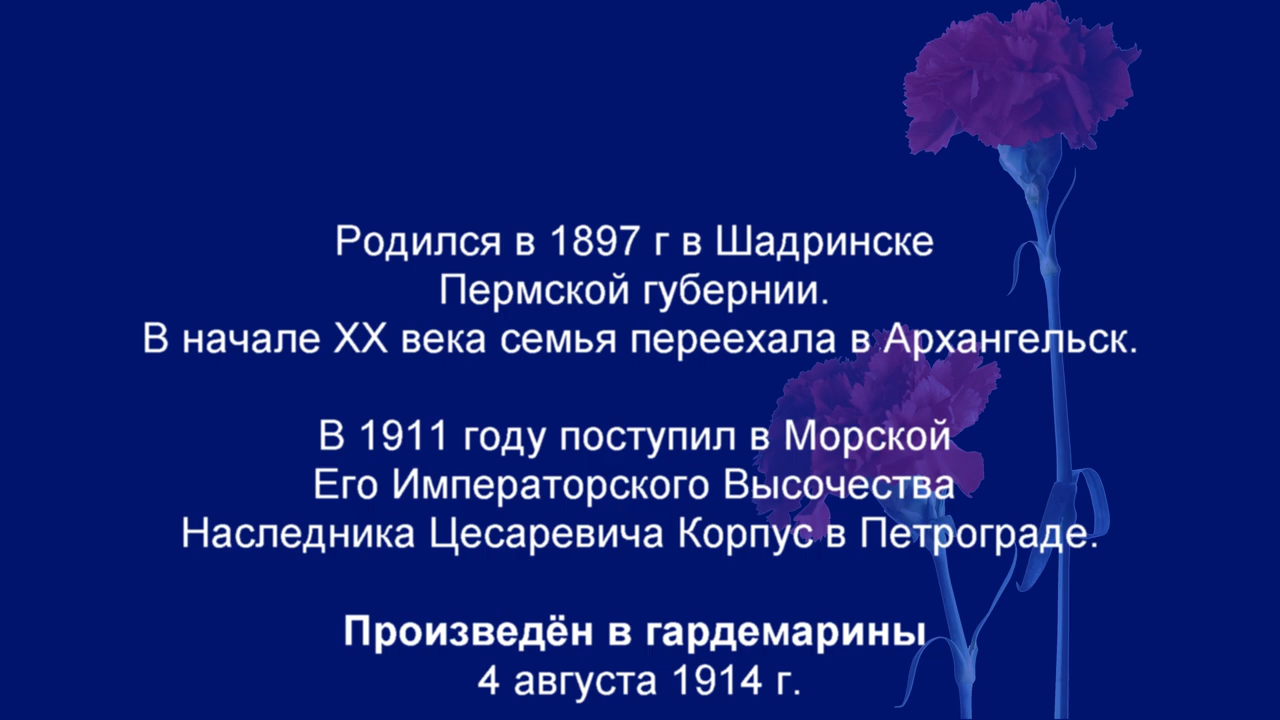 Родился в 1897 г в Шадринске
Пермской губернии.
В начале XX века семья переехала в Архангельск.
В 1911 году поступил в Морской
Его Императорского Высочества
Наследника Цесаревича Корпус в Петрограде.
Произведён в гардемарины
4 августа 1914 г.